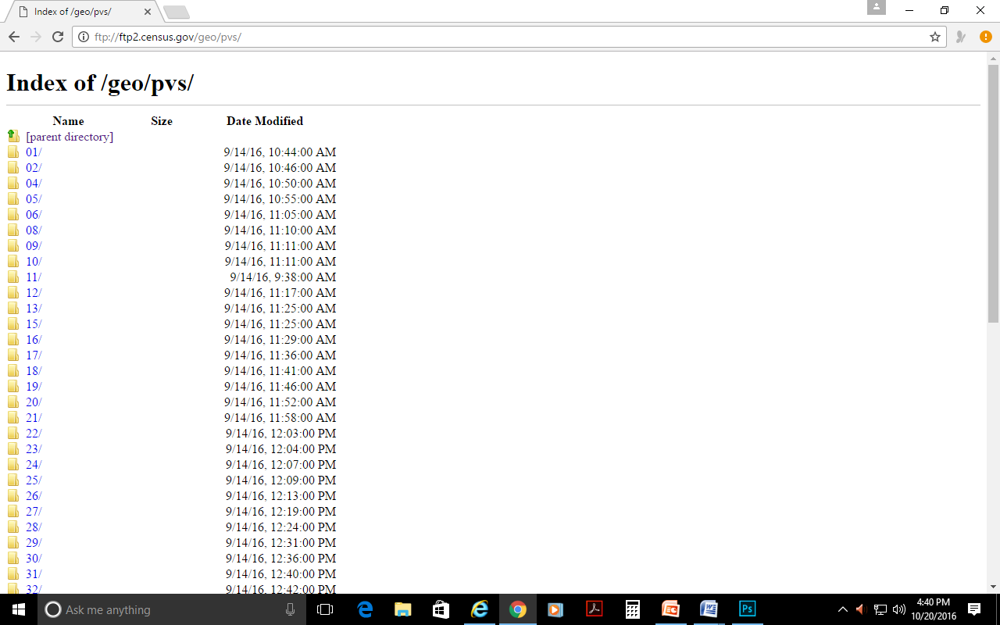 Index of /geo/pvs/
ftp://ftp2.census.gov/geo/pvs/
Index of /geo/pvs/
Name Size Date Modified
[parent directory]
01/ 9/14/16, 10:44:00 AM
02/ 9/14/16, 10:46:00 AM
04/ 9/14/16, 10:50:00 AM
05/ 9/14/16, 10:55:00 AM
06/ 9/14/16, 11:05:00 AM
08/ 9/14/16, 11:10:00 AM
09/ 9/14/16, 11:11:00 AM
10/ 9/14/16, 11:11:00 AM
11/ 9/14/16, 9:38:00 AM
12/ 9/14/16, 11:17:00 AM
13/ 9/14/16, 11:25:00 AM
15/ 9/14/16, 11:25:00 AM
16/ 9/14/16, 11:29:00 AM
17/ 9/14/16, 11:36:00 AM
18/ 9/14/16, 11:41:00 AM
19/ 9/14/16, 11:46:00 AM
20/ 9/14/16, 11:52:00 AM
21/ 9/14/16, 11:58:00 AM
22/ 9/14/16, 12:03:00 PM
23/ 9/14/16, 12:04:00 PM
24/ 9/14/16, 12:07:00 PM
25/ 9/14/16, 12:09:00 PM
26/ 9/14/16, 12:13:00 PM
27/ 9/14/16, 12:19:00 PM
28/ 9/14/16, 12:24:00 PM
29/ 9/14/16, 12:31:00 PM
30/ 9/14/16, 12:36:00 PM
31/ 9/14/16, 12:40:00 PM
32/ 9/14/16, 12:42:00 PM
Ask me anything
Ps
4:40 PM
10/20/2016